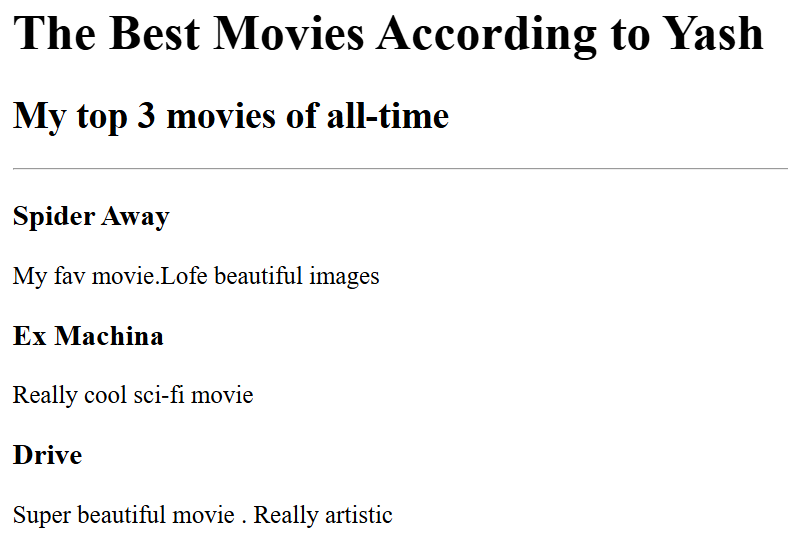 The Best Movies According to Yash
My top 3 movies of all-time
Spider Away
My fav movie.Lofe beautiful images
Ex Machina
Really cool sci-fi movie
Drive
Super beautiful movie . Really artistic